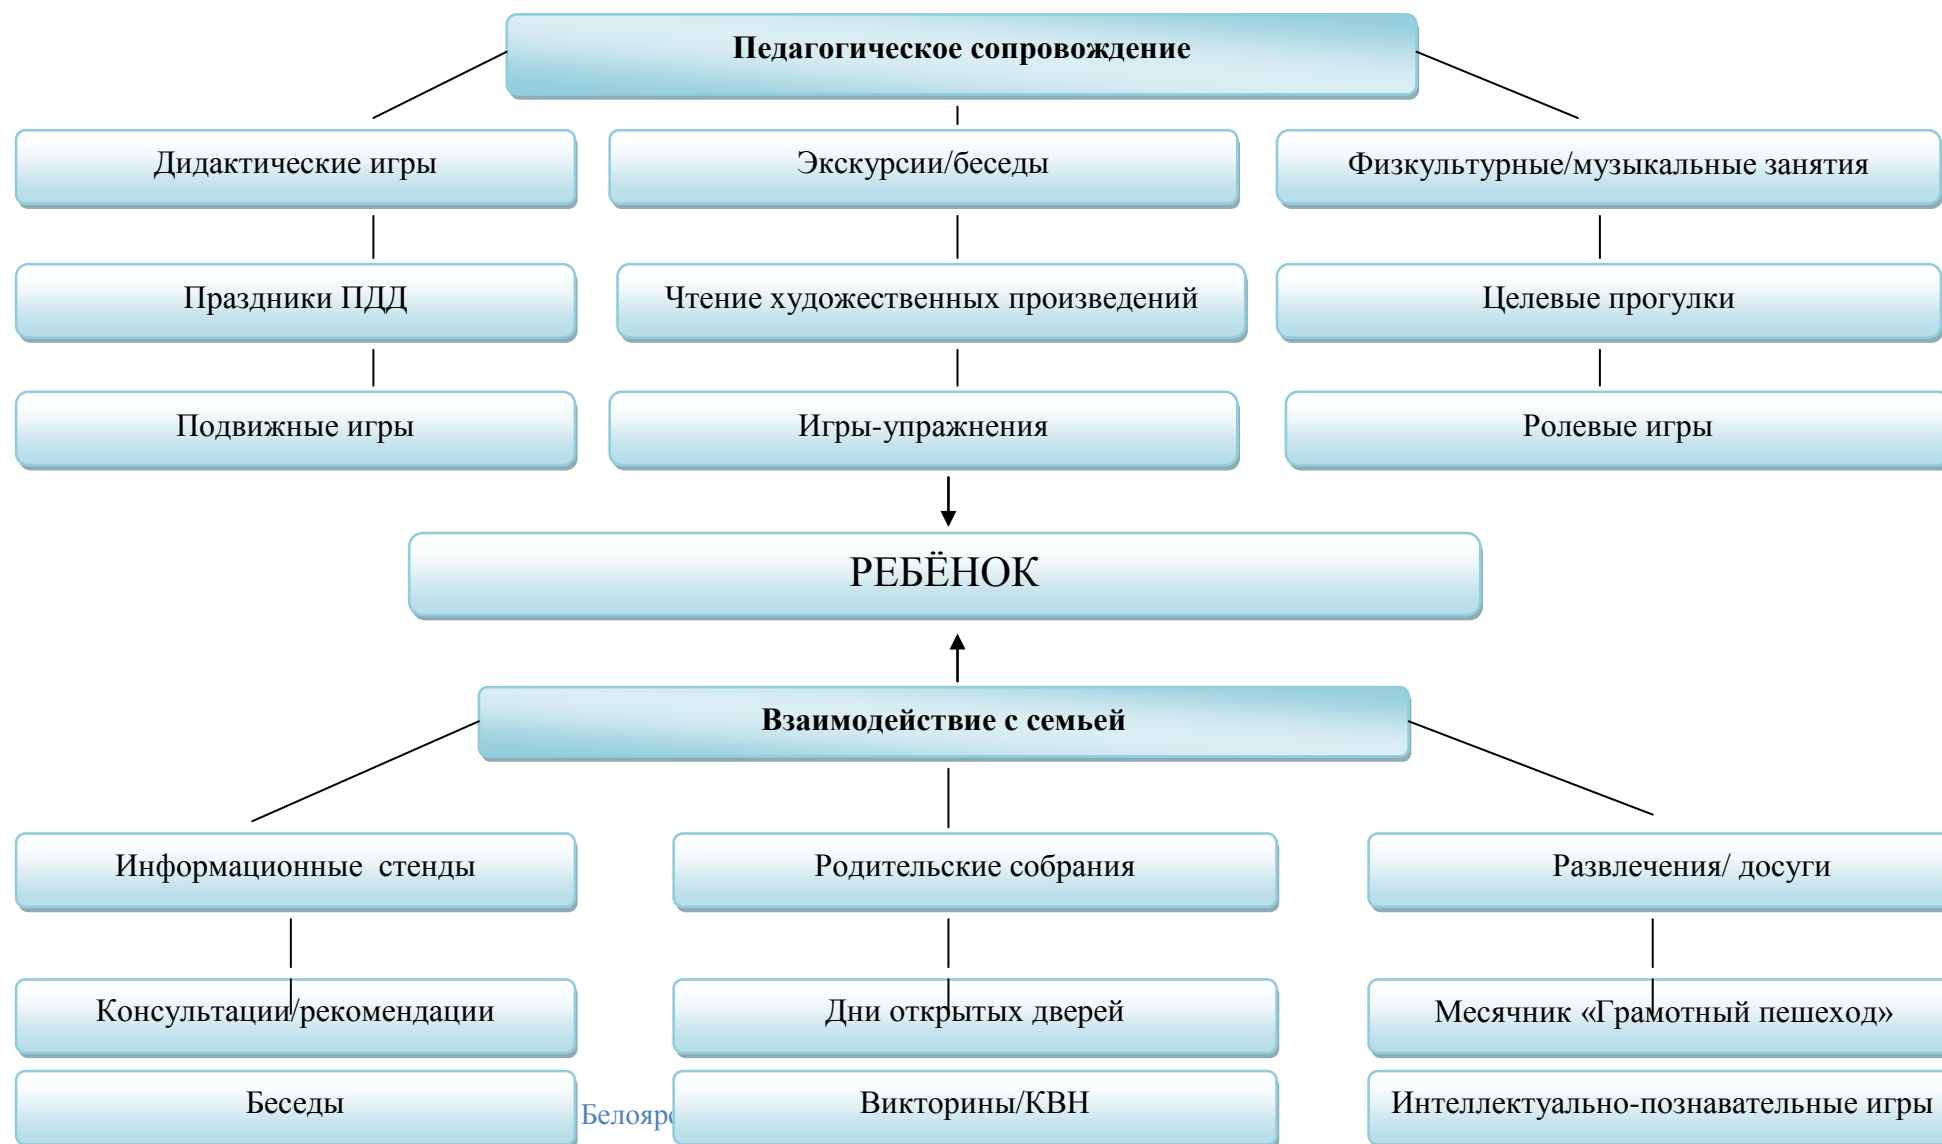 Педагогическое сопровождение
Дидактические игры
Экскурсии/беседы
Физкультурные/музыкальные занятия
Праздники ПДД
Чтение художественных произведений
Целевые прогулки
Подвижные игры
Игры-упражнения
Ролевые игры
РЕБЁНОК
Взаимодействие с семьей
Информационные стенды
Родительские собрания
Развлечения/ досуги
Консультации/рекомендации
Дни открытых дверей
Месячник «Грамотный пешеход»
Беседы
Викторины/КВН
Интеллектуально-познавательные игры